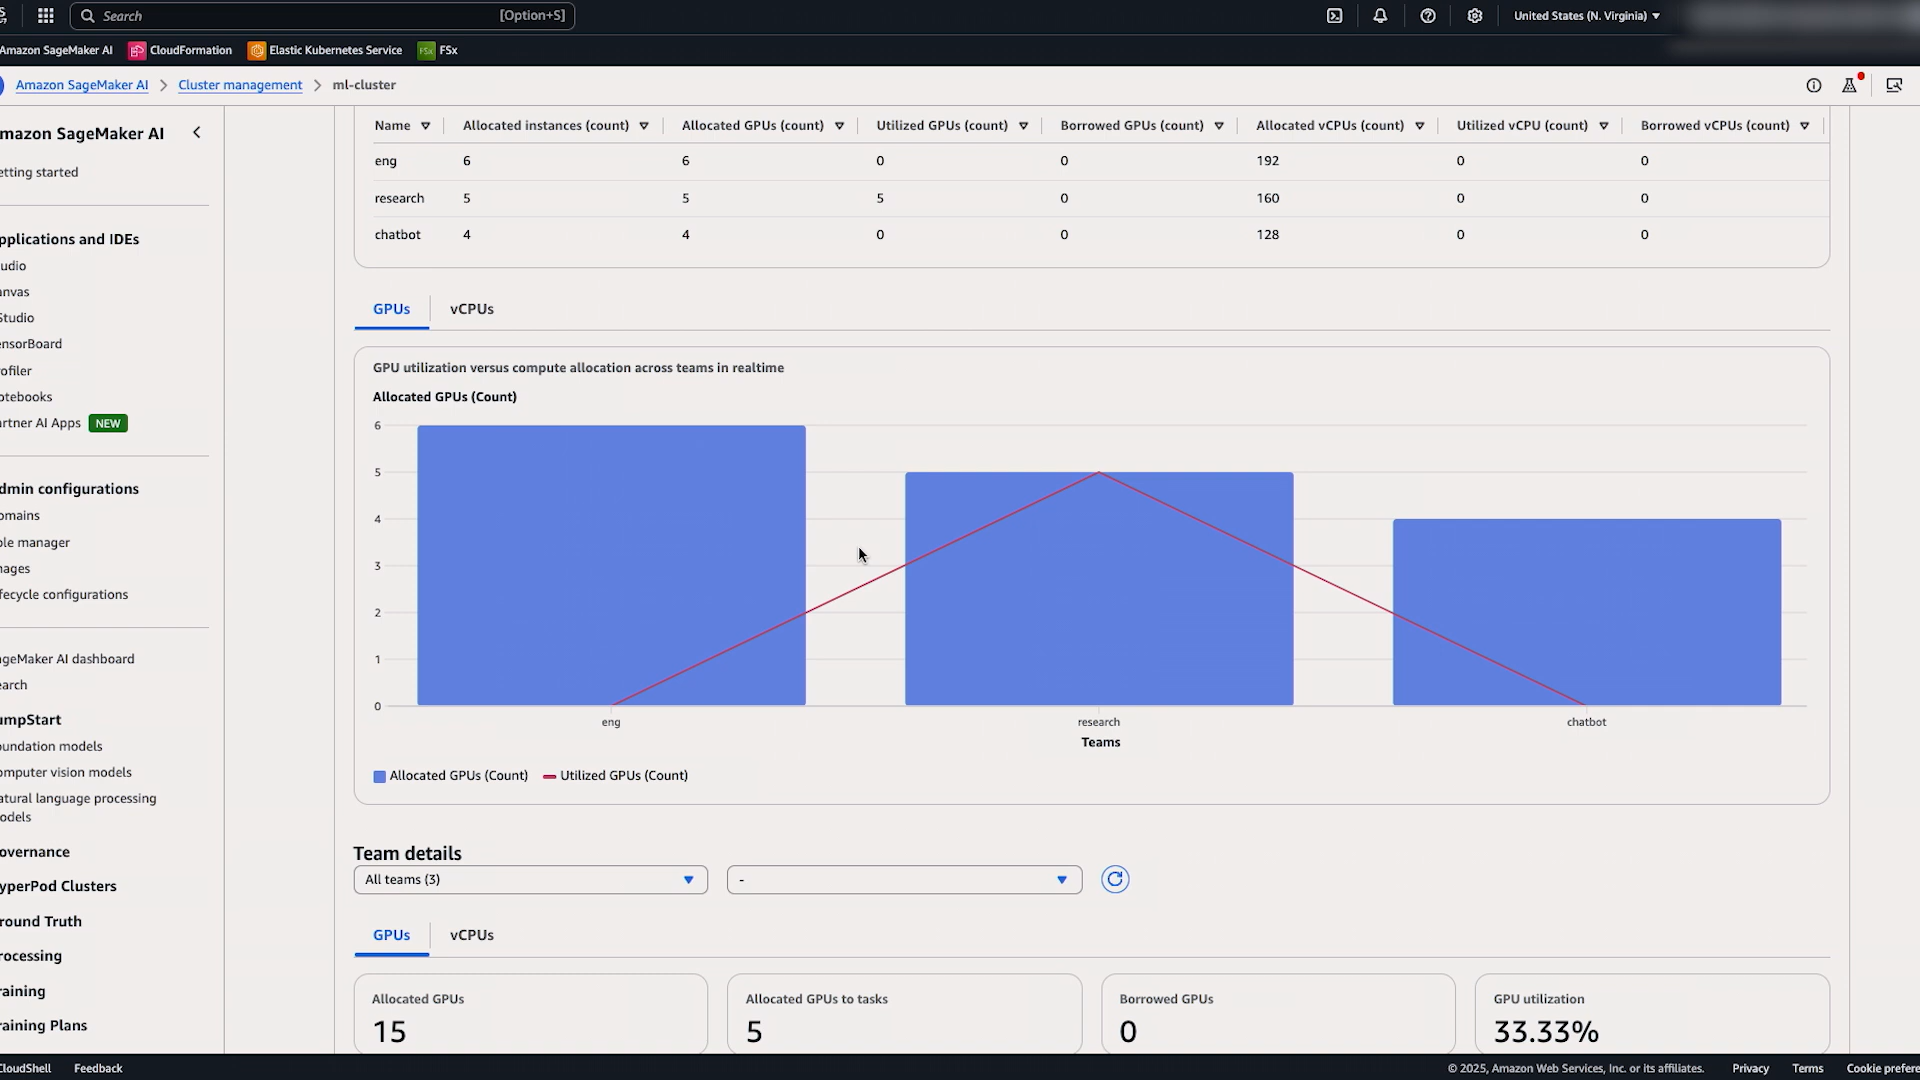 Search [Option+S] United States (N. Virginia)
Amazon SageMaker AI CloudFormation Elastic Kubernetes Service FSx FSx
Amazon SageMaker AI > Cluster management > ml-cluster
mazon SageMaker AI
etting started
pplications and IDEs
udio
anvas
Studio
ensorBoard
rofiler
otebooks
artner AI Apps NEW
dmin configurations
omains
ole manager
mages
fecycle configurations
ageMaker AI dashboard
earch
umpStart
oundation models
omputer vision models
atural language processing
odels
overnance
yperPod Clusters
round Truth
rocessing
raining
raining Plans
Name Allocated instances (count) Allocated GPUs (count) Utilized GPUs (count) Borrowed GPUs (count) Allocated vCPUs (count) Utilized vCPU (count) Borrowed vCPUs (count)
eng 6 6 0 0 192 0 0
research 5 5 5 0 160 0 0
chatbot 4 4 0 0 128 0 0
GPUs vCPUs
GPU utilization versus compute allocation across teams in realtime
Allocated GPUs (Count)
6
5
4
3
2
1
0
eng research chatbot
Teams
Allocated GPUs (Count) Utilized GPUs (Count)
Team details
All teams (3) -
GPUs vCPUs
Allocated GPUs Allocated GPUs to tasks Borrowed GPUs GPU utilization
15 5 0 33.33%
CloudShell Feedback © 2025, Amazon Web Services, Inc. or its affiliates. Privacy Terms Cookie prefere